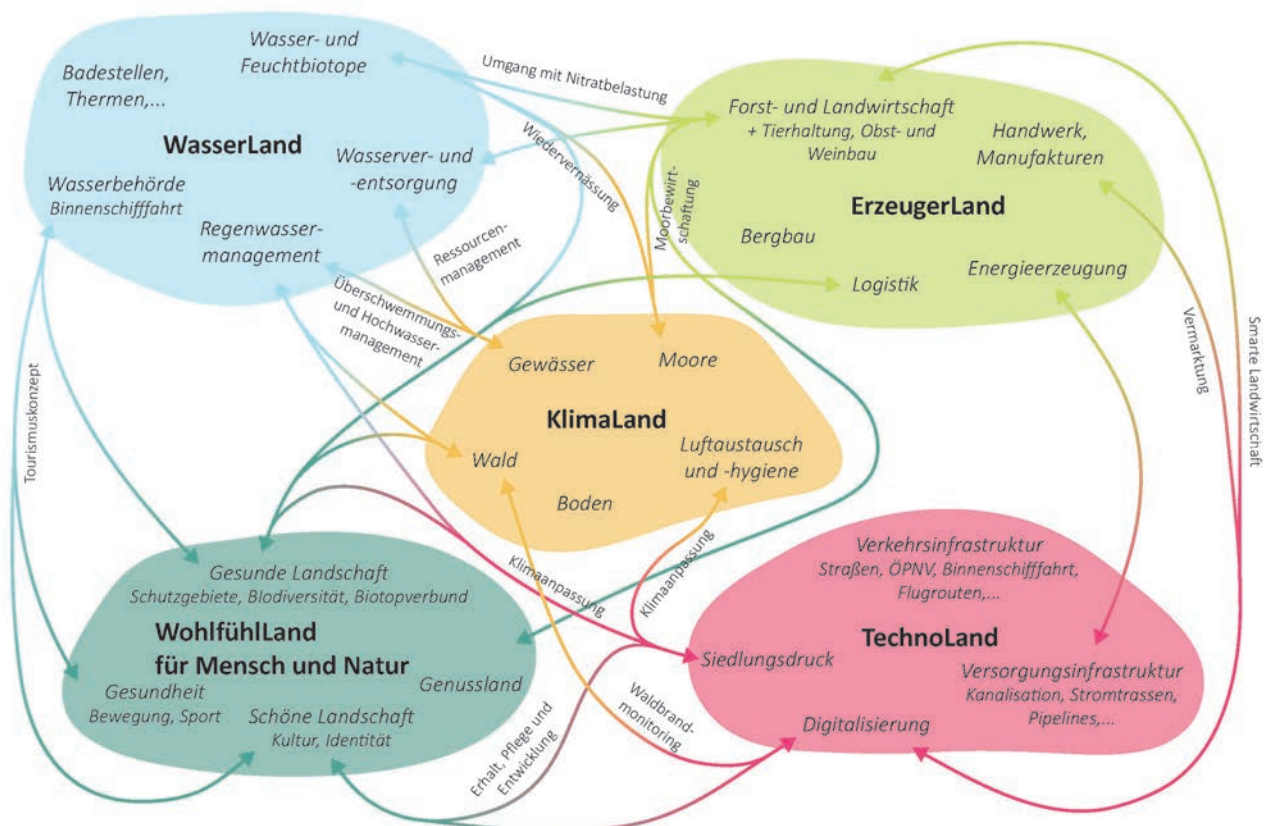 Wasser- und
Feuchtbiotope
Badestellen,
Thermen,...
WasserLand
Wasserver- und
-entsorgung
Wasserbehörde
Binnenschifffahrt
Regenwasser-
management
Umgang mit Nitratbelastung
Wiedervernässung
Moorbewirt-
schaftung
Ressourcen-
management
Überschwemmungs-
und Hochwasser-
management
Forst- und Landwirtschaft
+ Tierhaltung, Obst- und
Weinbau
Handwerk,
Manufakturen
ErzeugerLand
Bergbau
Logistik
Energieerzeugung
Vermarktung
Smarte Landwirtschaft
Tourismuskonzept
Gewässer
Moore
KlimaLand
Wald
Luftaustausch
und -hygiene
Boden
Klimaanpassung
Klimaanpassung
Gesunde Landschaft
Schutzgebiete, BIodiversität, Biotopverbund
WohlfühlLand
für Mensch und Natur
Gesundheit
Bewegung, Sport
Genussland
Schöne Landschaft
Kultur, Identität
Erhalt, Pflege und
Entwicklung
Waldbrand-
monitoring
Verkehrsinfrastruktur
Straßen, ÖPNV, Binnenschifffahrt,
Flugrouten,...
TechnoLand
Siedlungsdruck
Versorgungsinfrastruktur
Kanalisation, Stromtrassen,
Pipelines,...
Digitalisierung